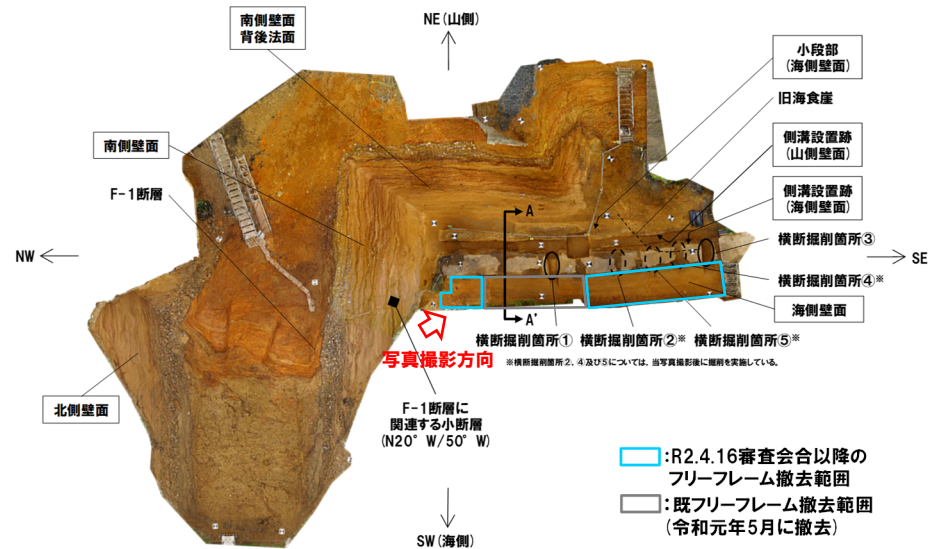 南側壁面
背後法面
NE(山側)
小段部
(海側壁面)
旧海食崖
南側壁面
側溝設置跡
(山側壁面)
F-1断層
側溝設置跡
(海側壁面)
A
NW
横断掘削箇所③
SE
横断掘削箇所④※
海側壁面
A'
横断掘削箇所① 横断掘削箇所②※ 横断掘削箇所⑤※
写真撮影方向
※横断掘削箇所②、④及び⑤については、当写真撮影後に掘削を実施している。
北側壁面
F-1断層に
関連する小断層
(N20°W/50°W)
:R2.4.16審査会合以降の
フリーフレーム撤去範囲
:既フリーフレーム撤去範囲
(令和元年5月に撤去)
SW(海側)